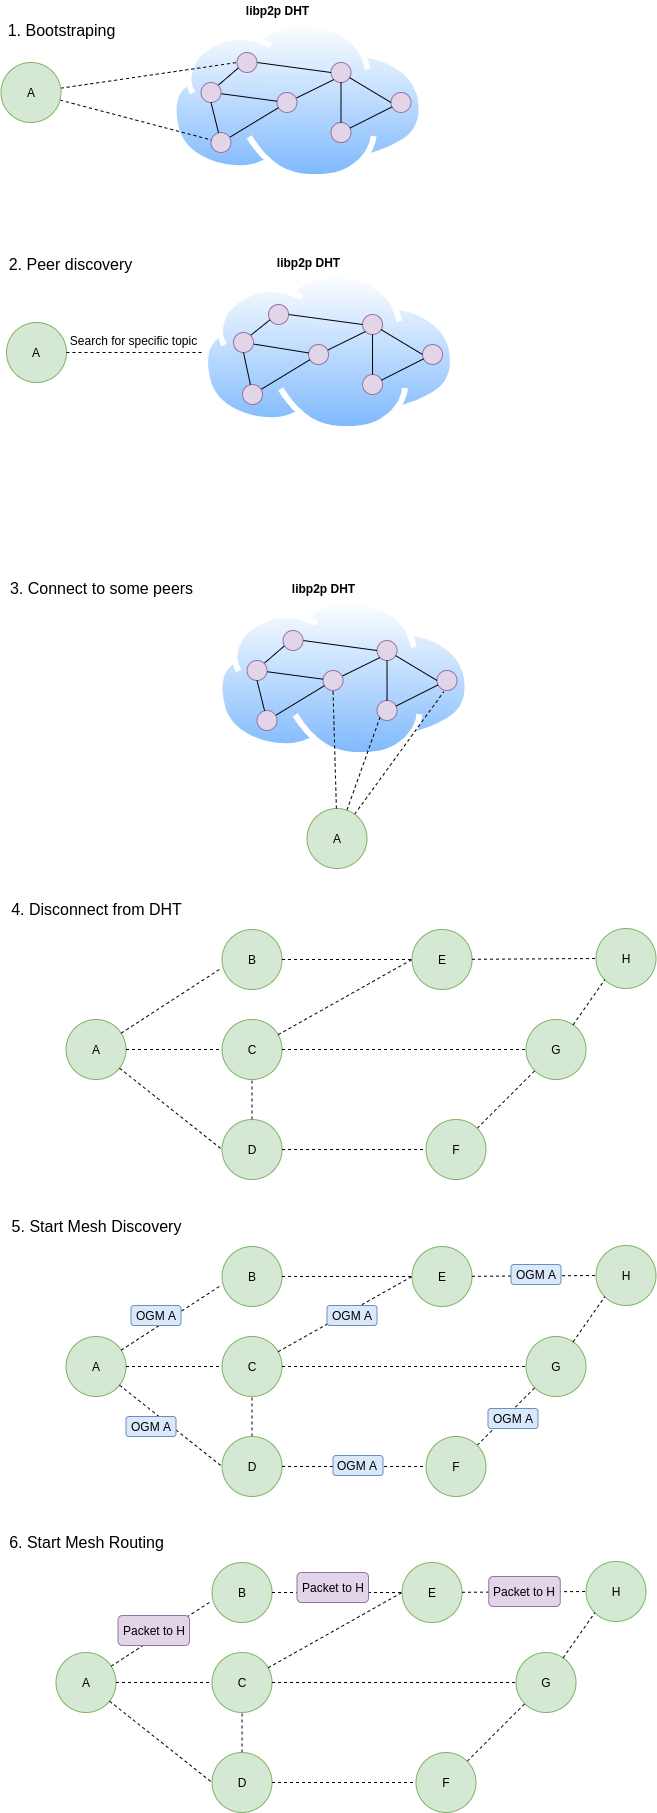 libp2p DHT
1. Bootstraping
A
libp2p DHT
2. Peer discovery
Search for specific topic
A
3. Connect to some peers
libp2p DHT
A
4. Disconnect from DHT
B
E
H
A
C
G
D
F
5. Start Mesh Discovery
B
E
OGM A
H
OGM A
OGM A
A
C
G
OGM A
OGM A
D
OGM A
F
6. Start Mesh Routing
B
Packet to H
E
Packet to H
H
Packet to H
A
C
G
D
F